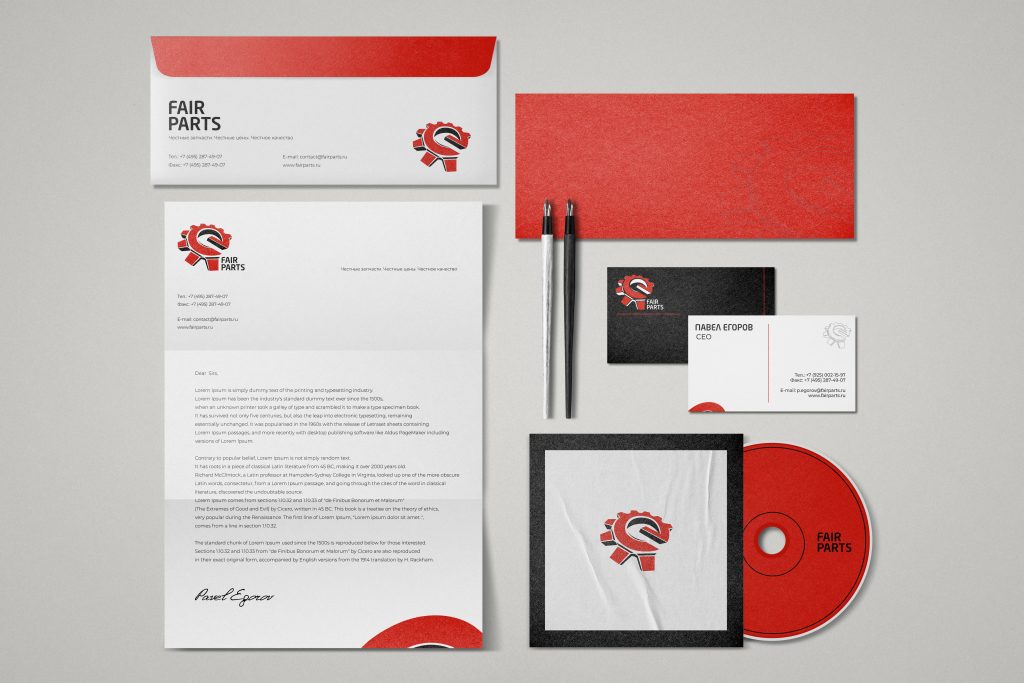 FAIR
PARTS
Честные запчасти. Честные цены. Честное качество
Тел.: +7 (495) 287-49-07
E-mail: contact@fairparts.ru
Факс: +7 (495) 287-49-07
www.fairparts.ru
FAIR
PARTS
Честные запчасти. Честные цены. Честное качество
Тел.: +7 (495) 287-49-07
Факс: +7 (495) 287-49-07
E-mail: contact@fairparts.ru
www.fairparts.ru
Dear Sirs,
Lorem Ipsum is simply dummy text of the printing and typesetting industry.
Lorem Ipsum has been the industry's standard dummy text ever since the 1500s,
when an unknown printer took a galley of type and scrambled it to make a type specimen book.
It has survived not only five centuries, but also the leap into electronic typesetting, remaining
essentially unchanged. It was popularised in the 1960s with the release of Letraset sheets containing
Lorem Ipsum passages, and more recently with desktop publishing software like Aldus PageMaker including
versions of Lorem Ipsum.
Contrary to popular belief, Lorem Ipsum is not simply random text.
It has roots in a piece of classical Latin literature from 45 BC, making it over 2000 years old.
Richard McClintock, a Latin professor at Hampden-Sydney College in Virginia, looked up one of the more obscure
Latin words, consectetur, from a Lorem Ipsum passage, and going through the cites of the word in classical
literature, discovered the undoubtable source.
Lorem Ipsum comes from sections 1.10.32 and 1.10.33 of "de Finibus Bonorum et Malorum"
(The Extremes of Good and Evil) by Cicero, written in 45 BC. This book is a treatise on the theory of ethics,
very popular during the Renaissance. The first line of Lorem Ipsum, "Lorem ipsum dolor sit amet..",
comes from a line in section 1.10.32.
The standard chunk of Lorem Ipsum used since the 1500s is reproduced below for those interested.
Sections 1.10.32 and 1.10.33 from "de Finibus Bonorum et Malorum" by Cicero are also reproduced
in their exact original form, accompanied by English versions from the 1914 translation by H. Rackham.
Pavel Egorov
FAIR
PARTS
ПАВЕЛ ЕГОРОВ
CEO
Тел.: +7 (925) 002-15-97
Факс: +7 (495) 287-49-07
E-mail: p.egorov@fairparts.ru
www.fairparts.ru
FAIR
PARTS